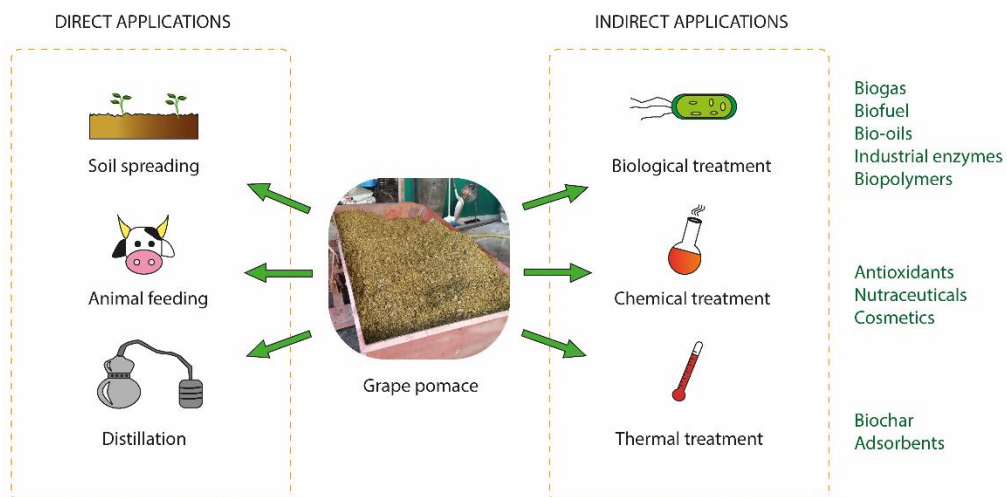 DIRECT APPLICATIONS
Soil spreading
Animal feeding
Distillation
Grape pomace
INDIRECT APPLICATIONS
Biological treatment
Chemical treatment
Thermal treatment
Biogas
Biofuel
Bio-oils
Industrial enzymes
Biopolymers
Antioxidants
Nutraceuticals
Cosmetics
Biochar
Adsorbents